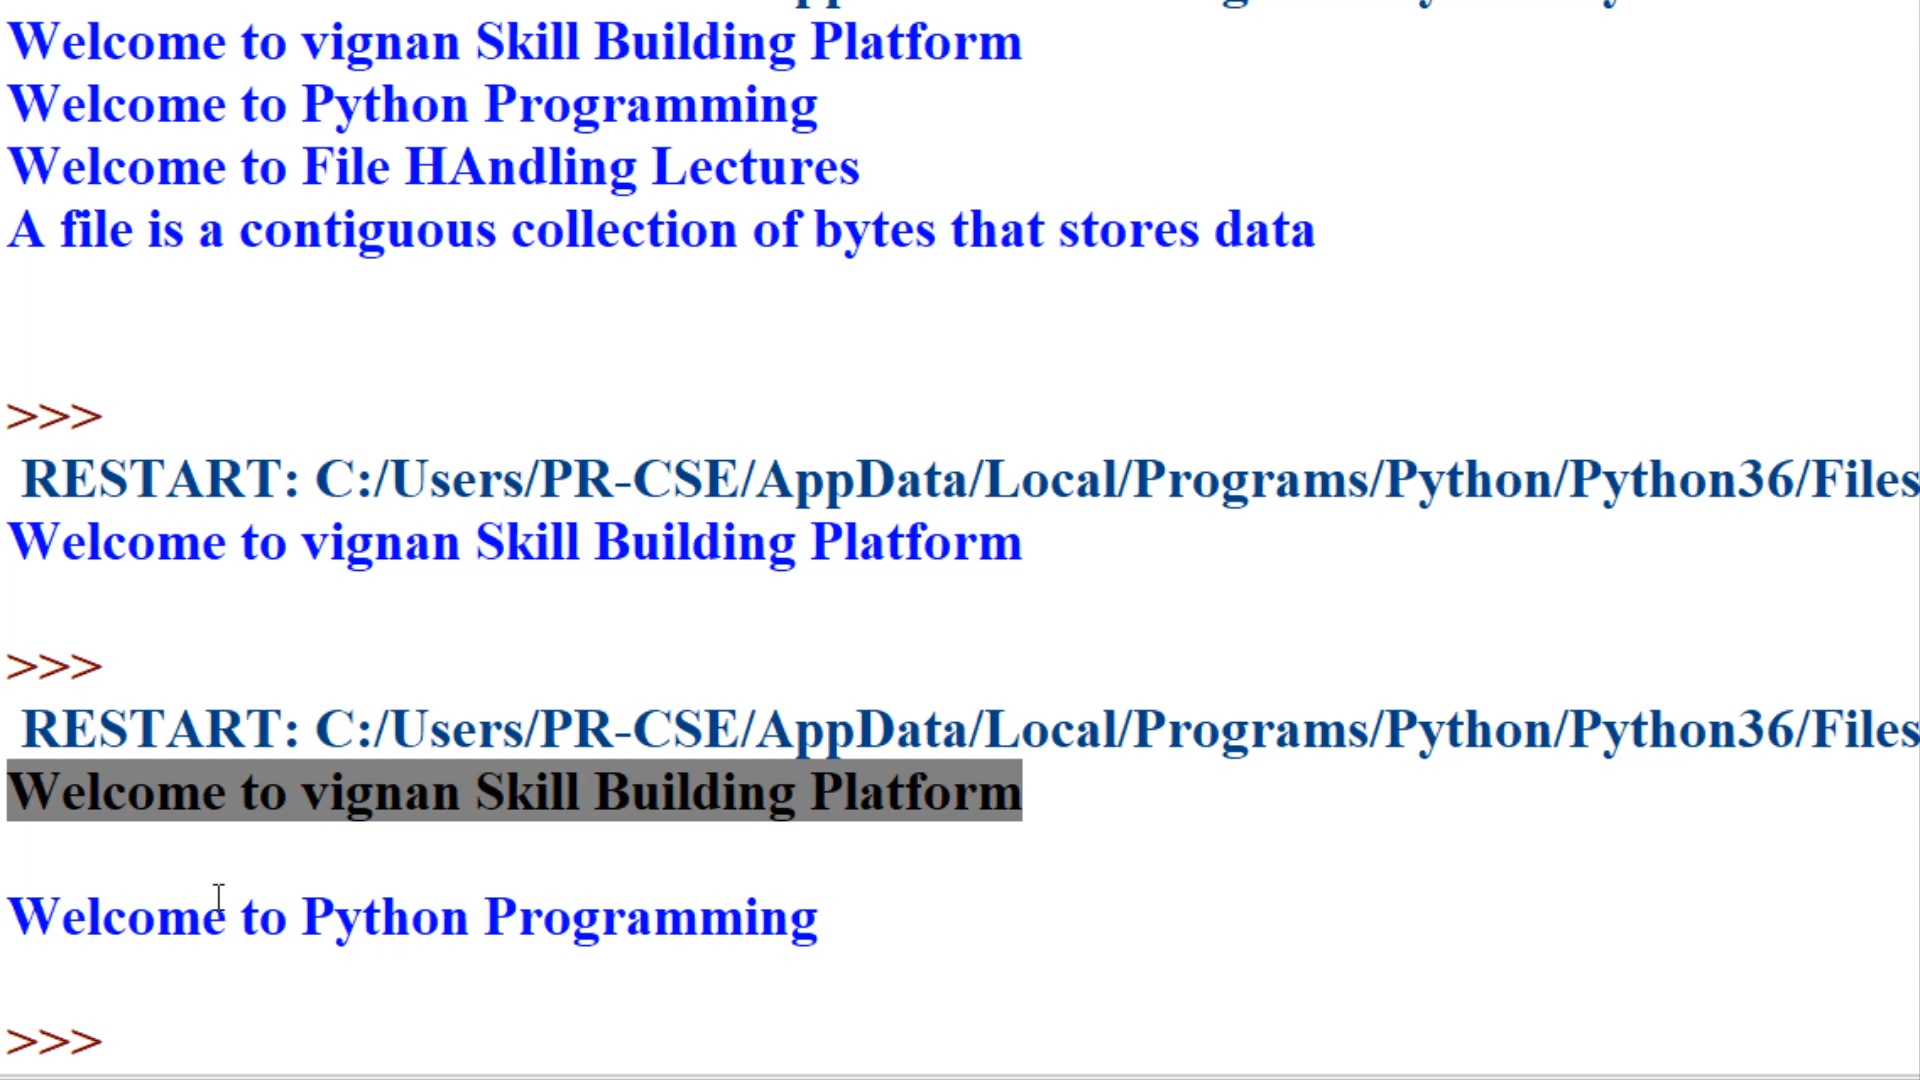 Welcome to vignan Skill Building Platform
Welcome to Python Programming
Welcome to File HAndling Lectures
A file is a contiguous collection of bytes that stores data
>>>
RESTART: C:/Users/PR-CSE/AppData/Local/Programs/Python/Python36/Files
Welcome to vignan Skill Building Platform
>>>
RESTART: C:/Users/PR-CSE/AppData/Local/Programs/Python/Python36/Files
Welcome to vignan Skill Building Platform
Welcome to Python Programming
>>>